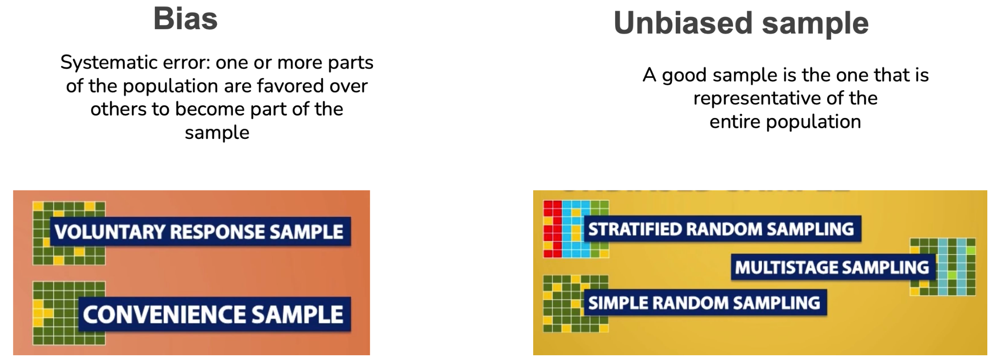 Bias
Systematic error: one or more parts
of the population are favored over
others to become part of the
sample
VOLUNTARY RESPONSE SAMPLE
CONVENIENCE SAMPLE
Unbiased sample
A good sample is the one that is
representative of the
entire population
STRATIFIED RANDOM SAMPLING
MULTISTAGE SAMPLING
SIMPLE RANDOM SAMPLING